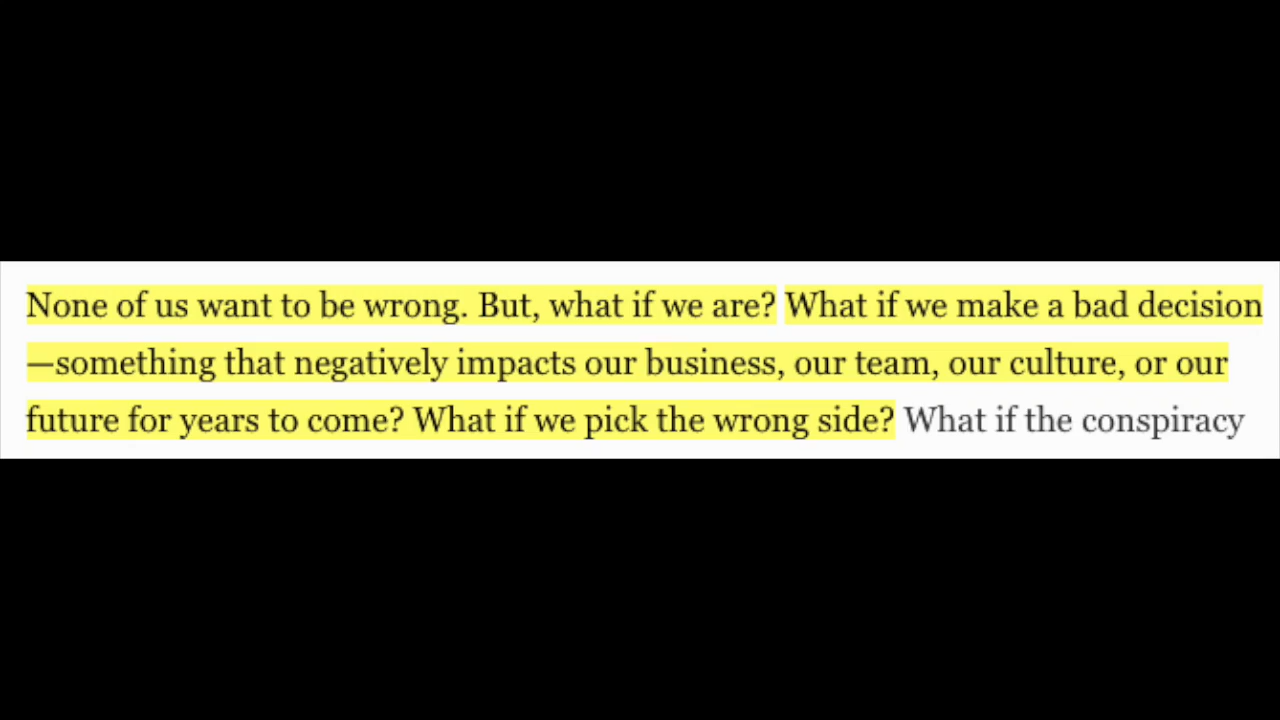 None of us want to be wrong. But, what if we are? What if we make a bad decision
—something that negatively impacts our business, our team, our culture, or our
future for years to come? What if we pick the wrong side? What if the conspiracy